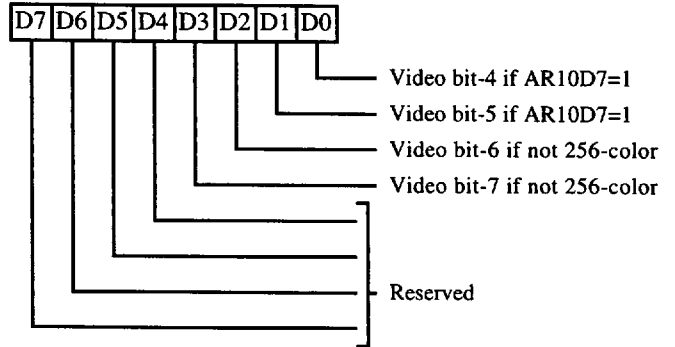 D7 D6 D5 D4 D3 D2 D1 D0
Video bit-4 if AR10D7=1
Video bit-5 if AR10D7=1
Video bit-6 if not 256-color
Video bit-7 if not 256-color
Reserved